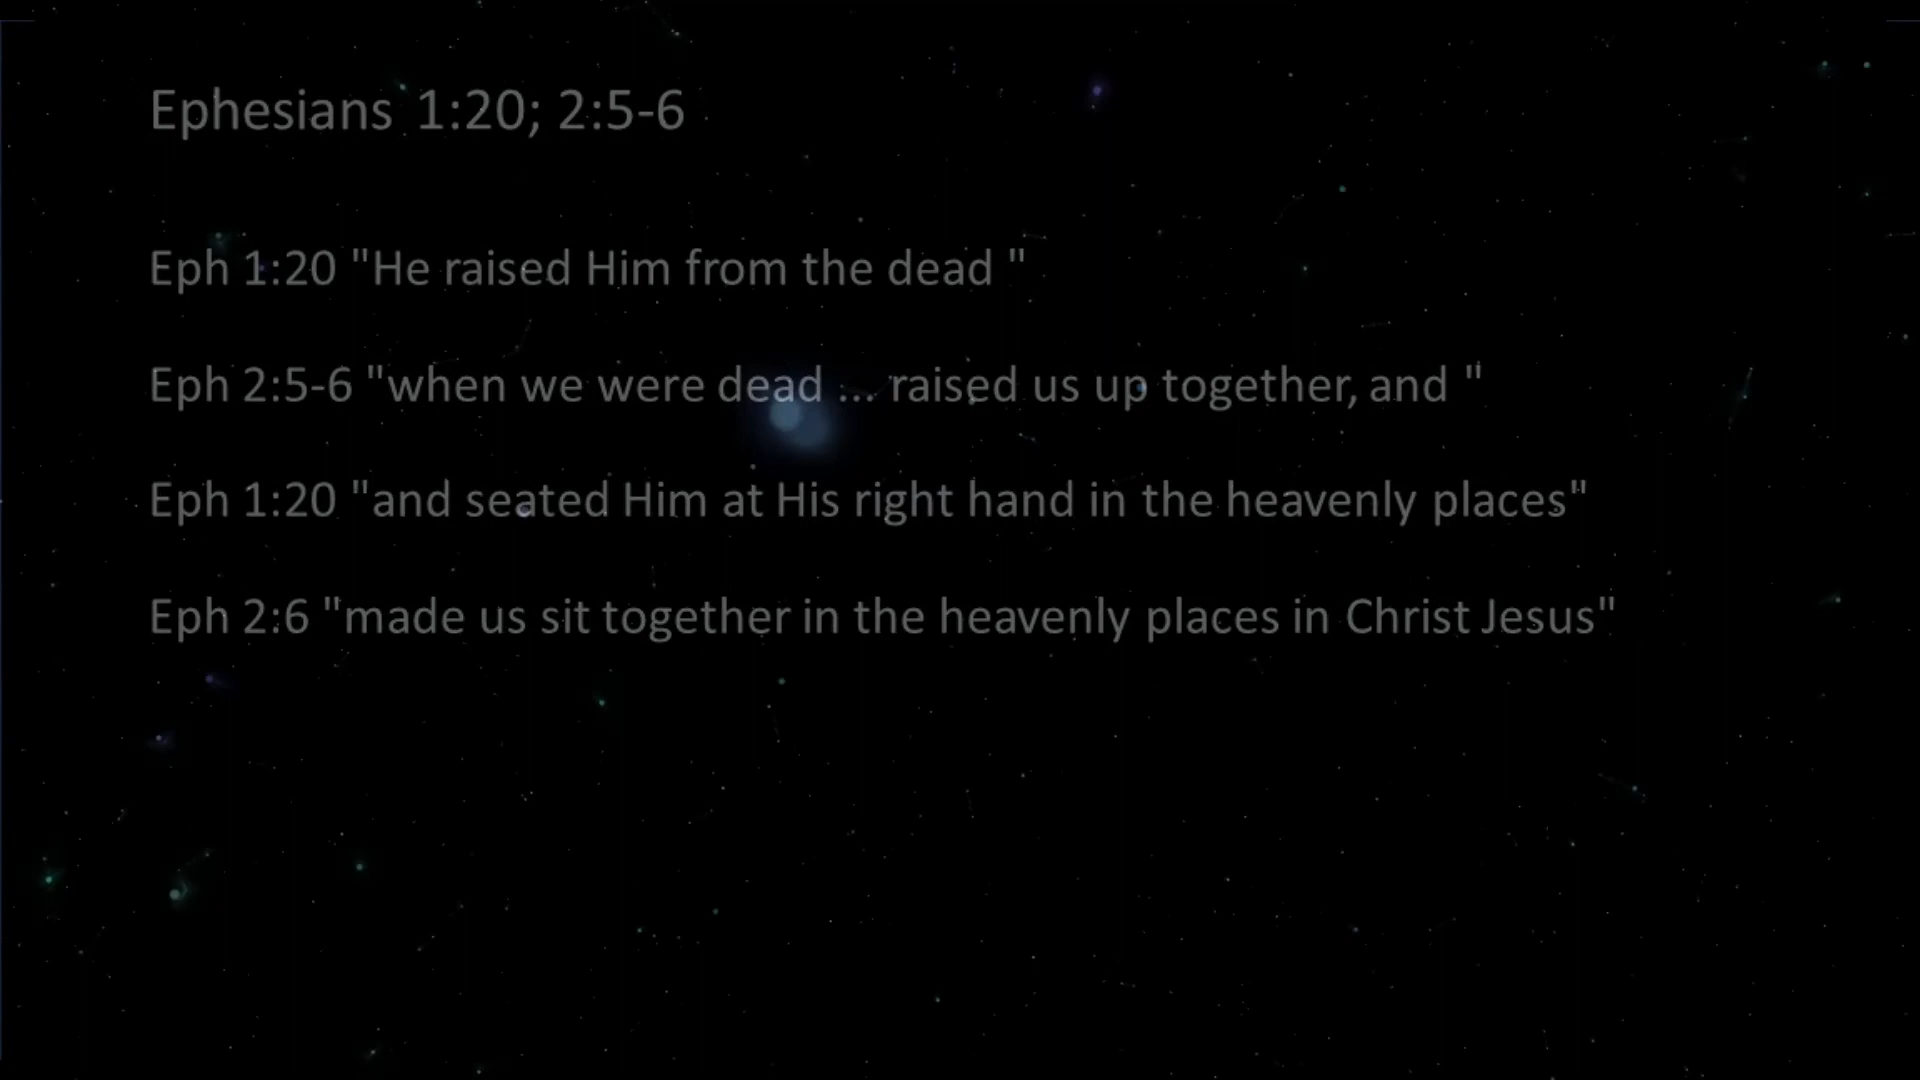 Ephesians 1:20; 2:5-6
Eph 1:20 "He raised Him from the dead "
Eph 2:5-6 "when we were dead ... raised us up together, and "
Eph 1:20 "and seated Him at His right hand in the heavenly places"
Eph 2:6 "made us sit together in the heavenly places in Christ Jesus"